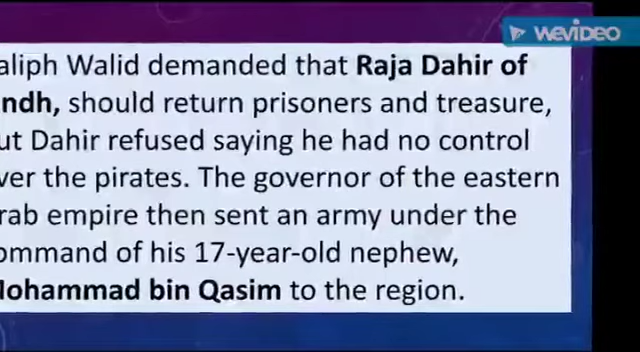 WEVIDEO
aliph Walid demanded that Raja Dahir of
ndh, should return prisoners and treasure,
ut Dahir refused saying he had no control
ver the pirates. The governor of the eastern
rab empire then sent an army under the
ommand of his 17-year-old nephew,
Mohammad bin Qasim to the region.